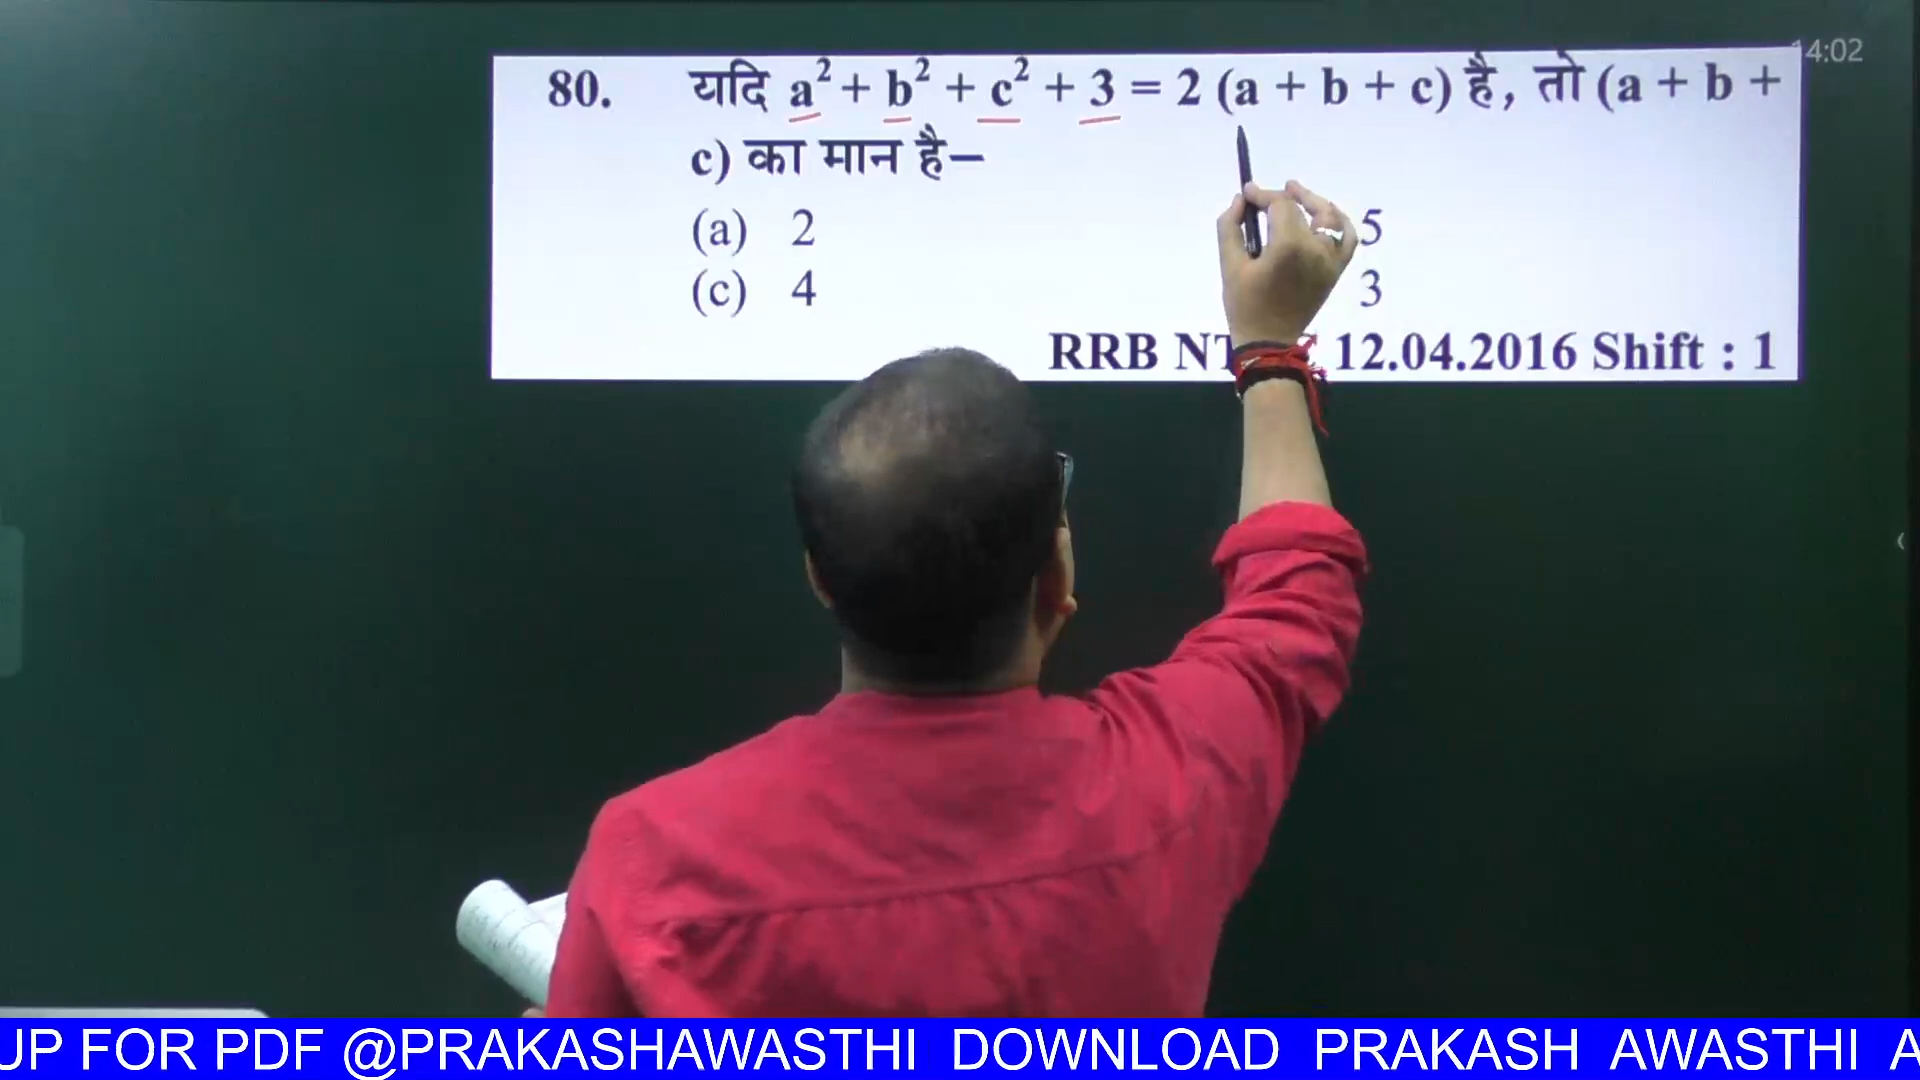 14:02
80. यदि a² + b² + c² + 3 = 2 (a + b + c) है, तो (a + b +
c) का मान है–
(a) 2 5
(c) 4 3
RRB 12.04.2016 Shift : 1
UP FOR PDF @PRAKASHAWASTHI DOWNLOAD PRAKASH AWASTHI A